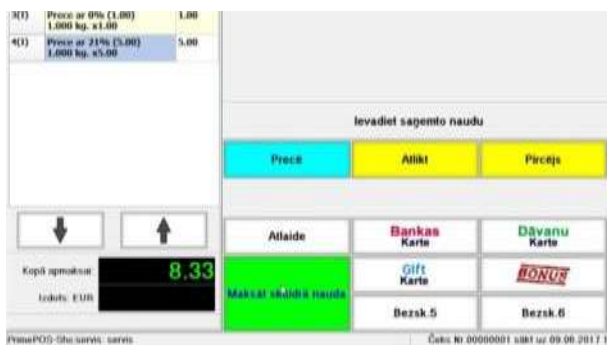 3(1) Prece ar 0% (1.00) 1.00
1.000 kg. x1.00
4(1) Prece ar 21% (5.00) 5.00
1.000 kg. x5.00
Ievadiet saņemto naudu
Prece Atlikt Pircējs
Atlaide Bankas Karte Dāvanu Karte
Kopā apmaksai: 8.33
Izdots EUR
Maksāt skaidrā naudā Gift Karte BONUS
Bezsk.5 Bezsk.6
PrimePOS-Sho servis: servis Čeks Nr.00000001 sākt uz 09.06.2017 1